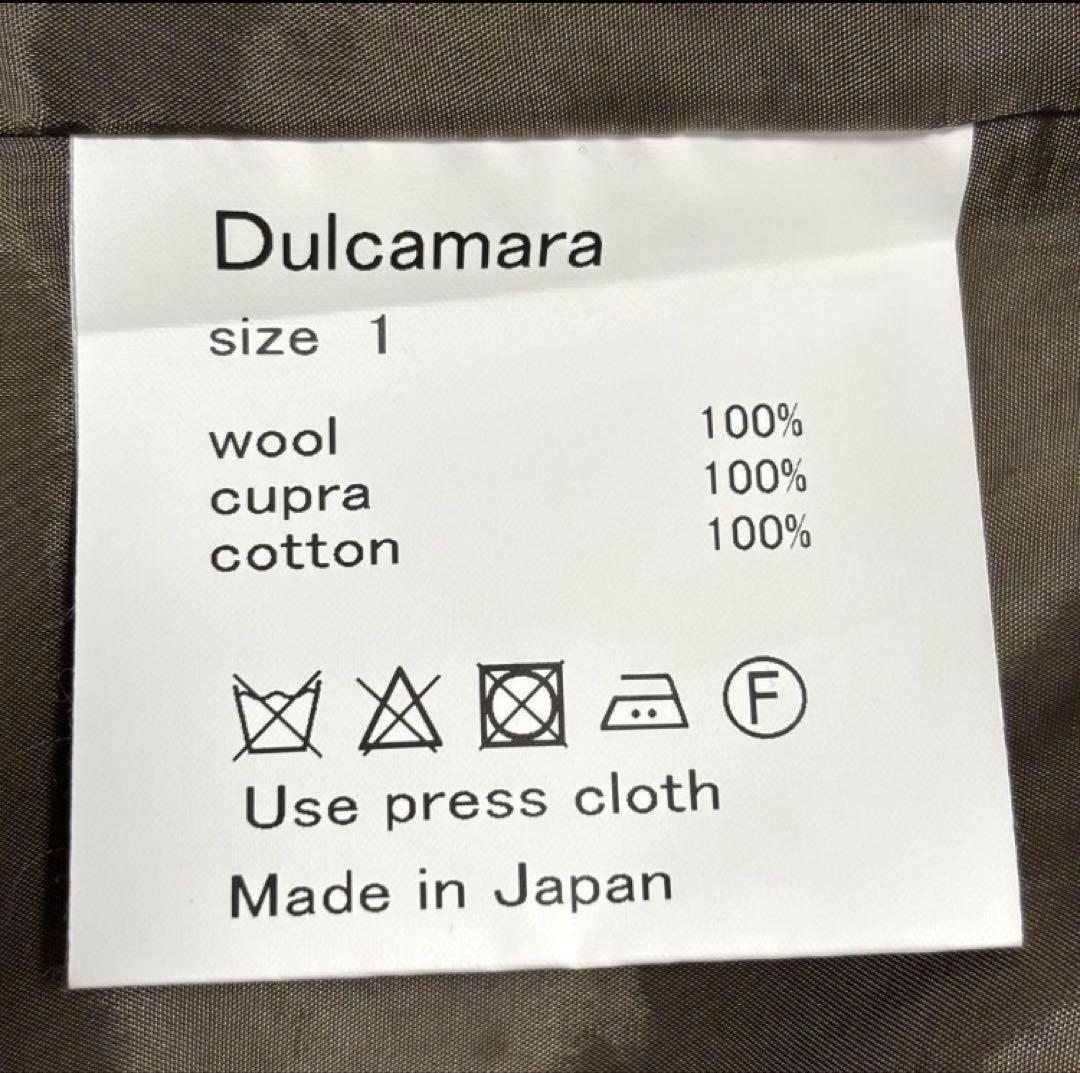 Dulcamara
size 1
wool 100%
cupra 100%
cotton 100%
F
Use press cloth
Made in Japan